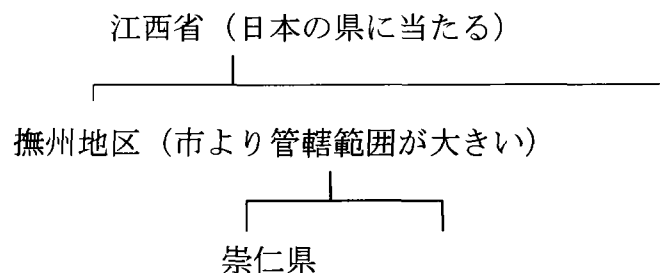 江西省（日本の県に当たる）
撫州地区（市より管轄範囲が大きい）
崇仁県